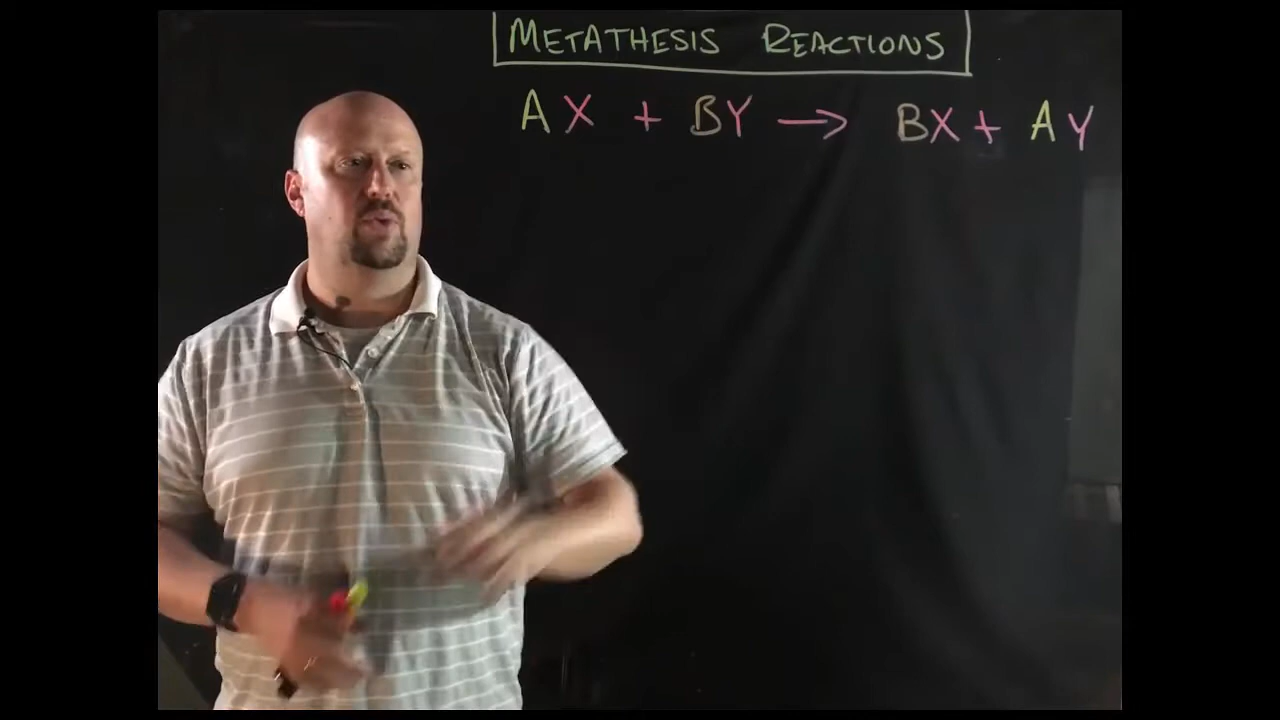 METATHESIS REACTIONS
AX + BY → BX + AY